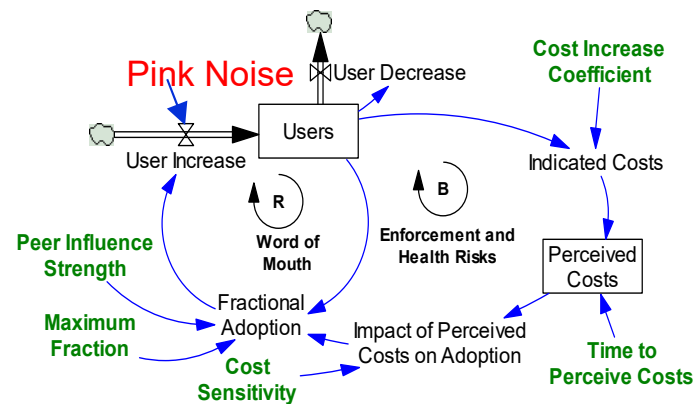 Pink Noise
User Decrease
Cost Increase
Coefficient
Users
User Increase
Indicated Costs
R
B
Word of
Mouth
Enforcement and
Health Risks
Peer Influence
Strength
Perceived
Costs
Fractional
Adoption
Maximum
Fraction
Impact of Perceived
Costs on Adoption
Cost
Sensitivity
Time to
Perceive Costs